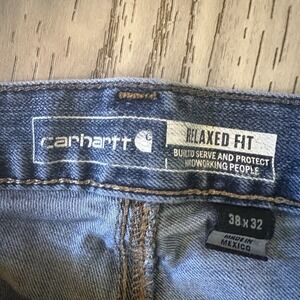 carhartt
RELAXED FIT
BUILT TO SERVE AND PROTECT
HARDWORKING PEOPLE
38 X 32
MADE IN
MEXICO